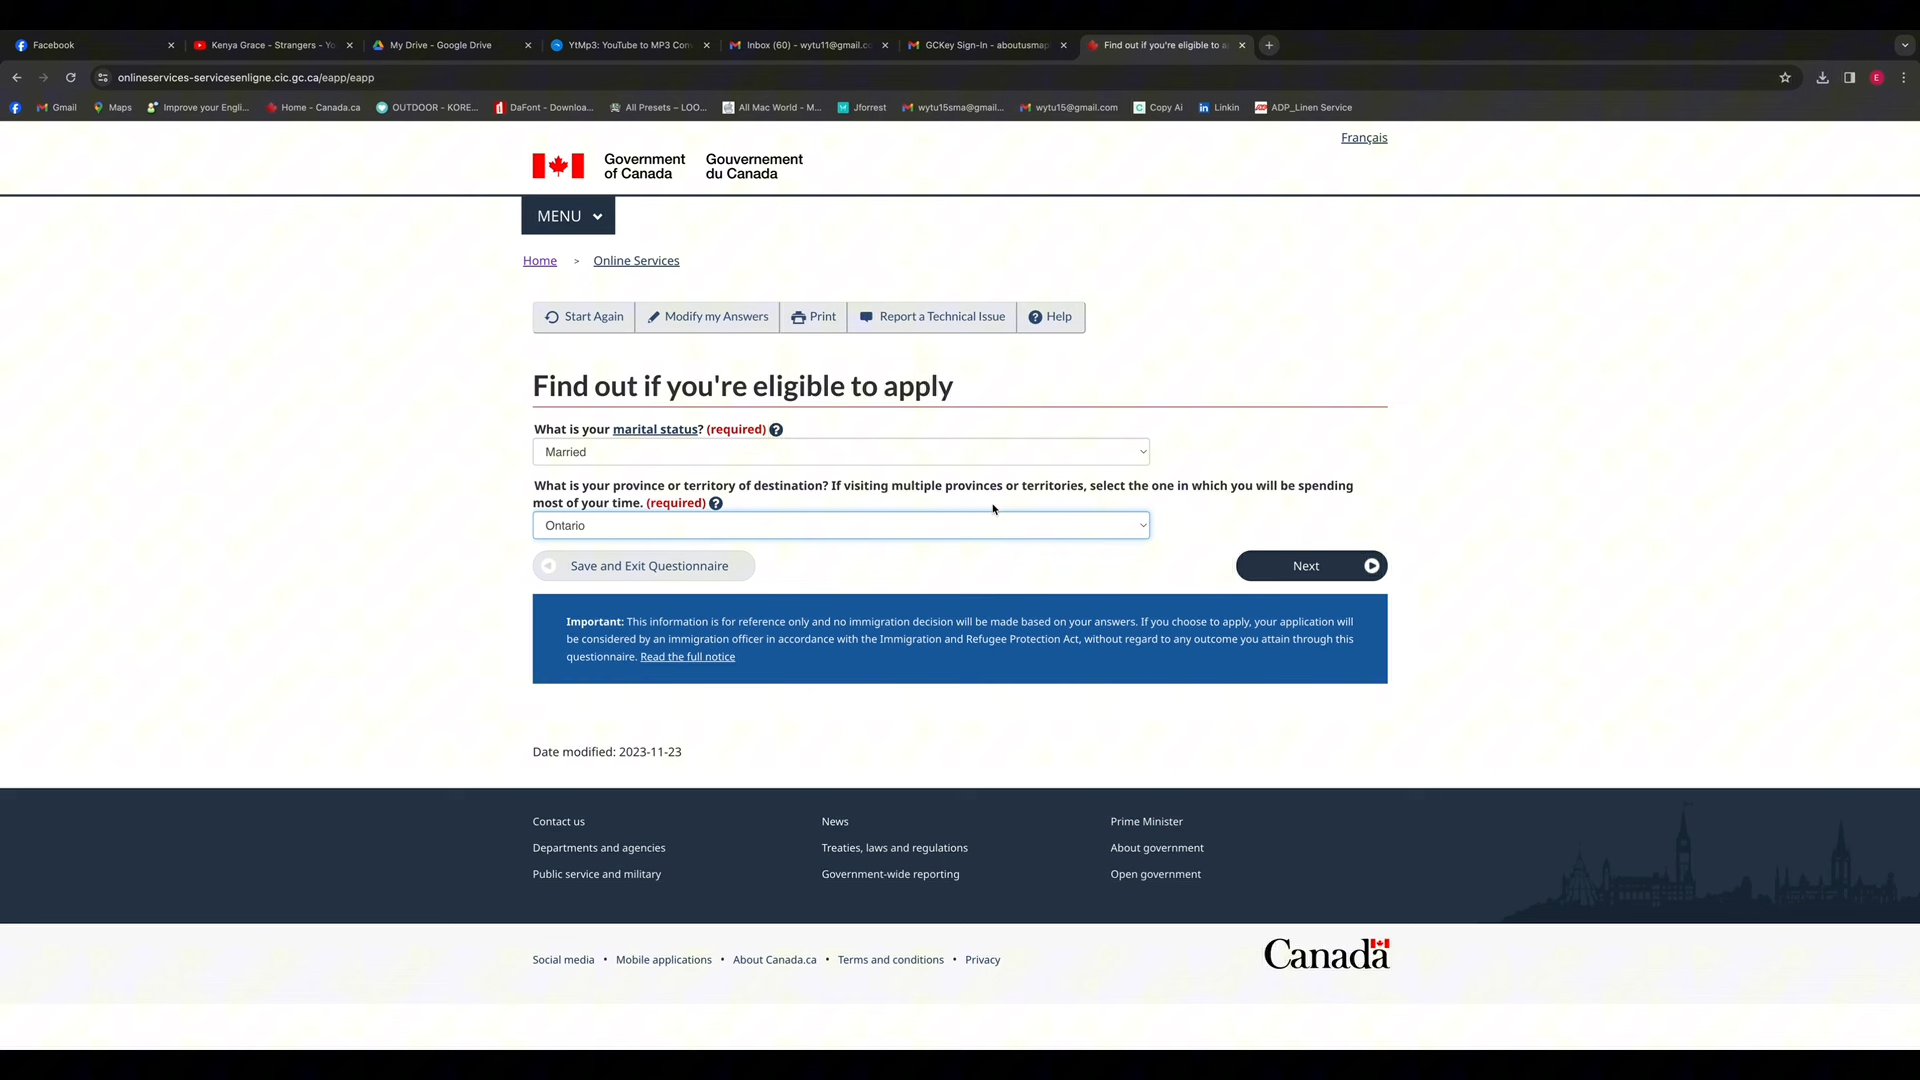 Facebook
Kenya Grace - Strangers - Yo
My Drive - Google Drive
YtMp3: YouTube to MP3 Con
Inbox (60) - wytu11@gmail.co
GCKey Sign-In - aboutusmap
Find out if you're eligible to a
onlineservices-servicesenligne.cic.gc.ca/eapp/eapp
E
Gmail
Maps
Improve your Engli...
Home - Canada.ca
OUTDOOR - KORE...
DaFont - Downloa...
All Presets – LOO...
All Mac World - M...
Jforrest
wytu15sma@gmail...
wytu15@gmail.com
Copy Ai
Linkin
ADP_Linen Service
Français
Government of Canada
Gouvernement du Canada
MENU
Home > Online Services
Start Again
Modify my Answers
Print
Report a Technical Issue
Help
Find out if you're eligible to apply
What is your marital status? (required)
Married
What is your province or territory of destination? If visiting multiple provinces or territories, select the one in which you will be spending
most of your time. (required)
Ontario
Save and Exit Questionnaire
Next
Important: This information is for reference only and no immigration decision will be made based on your answers. If you choose to apply, your application will
be considered by an immigration officer in accordance with the Immigration and Refugee Protection Act, without regard to any outcome you attain through this
questionnaire. Read the full notice
Date modified: 2023-11-23
Contact us
News
Prime Minister
Departments and agencies
Treaties, laws and regulations
About government
Public service and military
Government-wide reporting
Open government
Social media • Mobile applications • About Canada.ca • Terms and conditions • Privacy
Canada